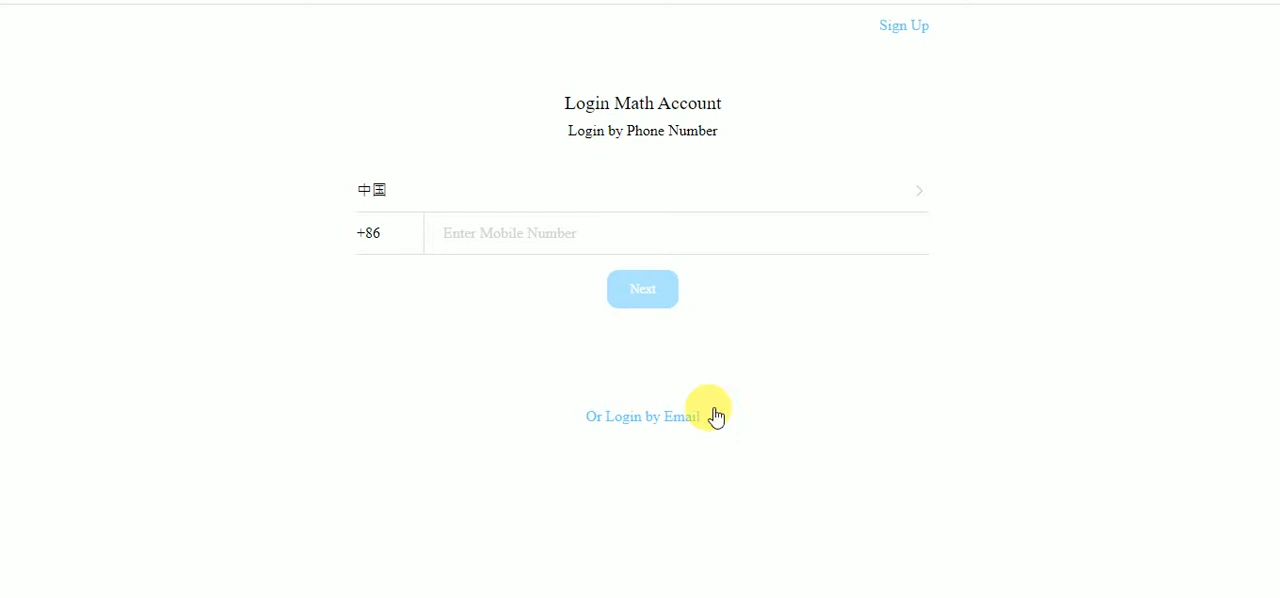 Sign Up
Login Math Account
Login by Phone Number
中国
+86 Enter Mobile Number
Next
Or Login by Email